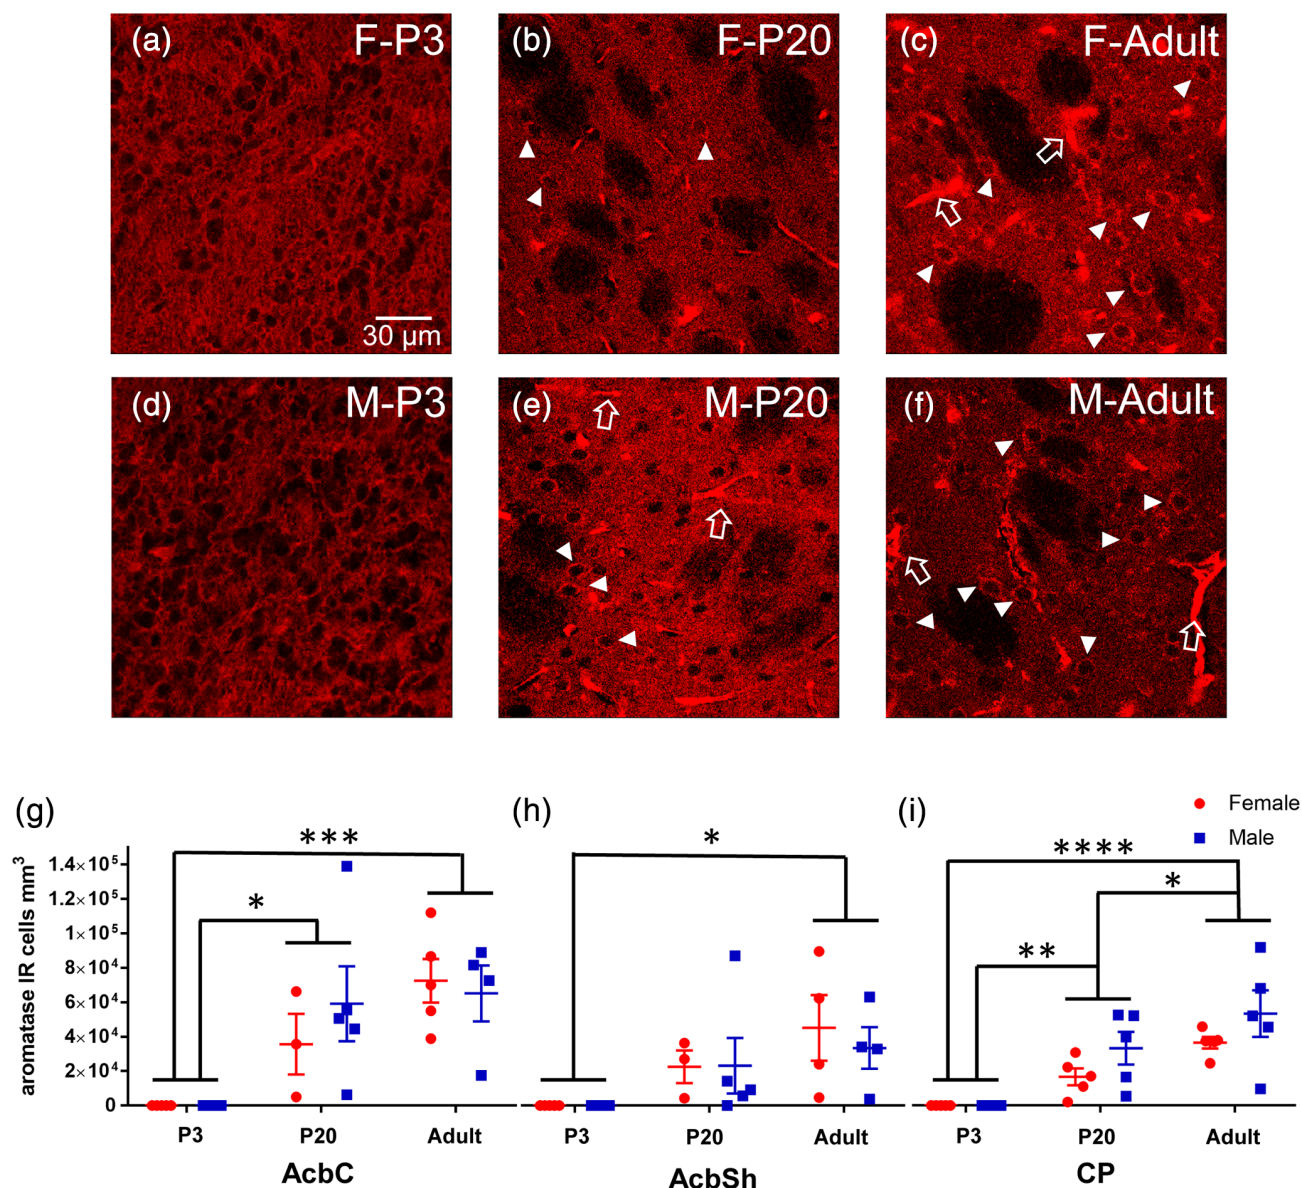 (a) F-P3
(b) F-P20
(c) F-Adult
30 µm
(d) M-P3
(e) M-P20
(f) M-Adult
(g)
(h)
(i)
Female
Male
aromatase IR cells mm³
1.4×10⁵
1.2×10⁵
1×10⁵
8×10⁴
6×10⁴
4×10⁴
2×10⁴
0
***
*
*
****
*
**
P3 P20 Adult
AcbC
P3 P20 Adult
AcbSh
P3 P20 Adult
CP